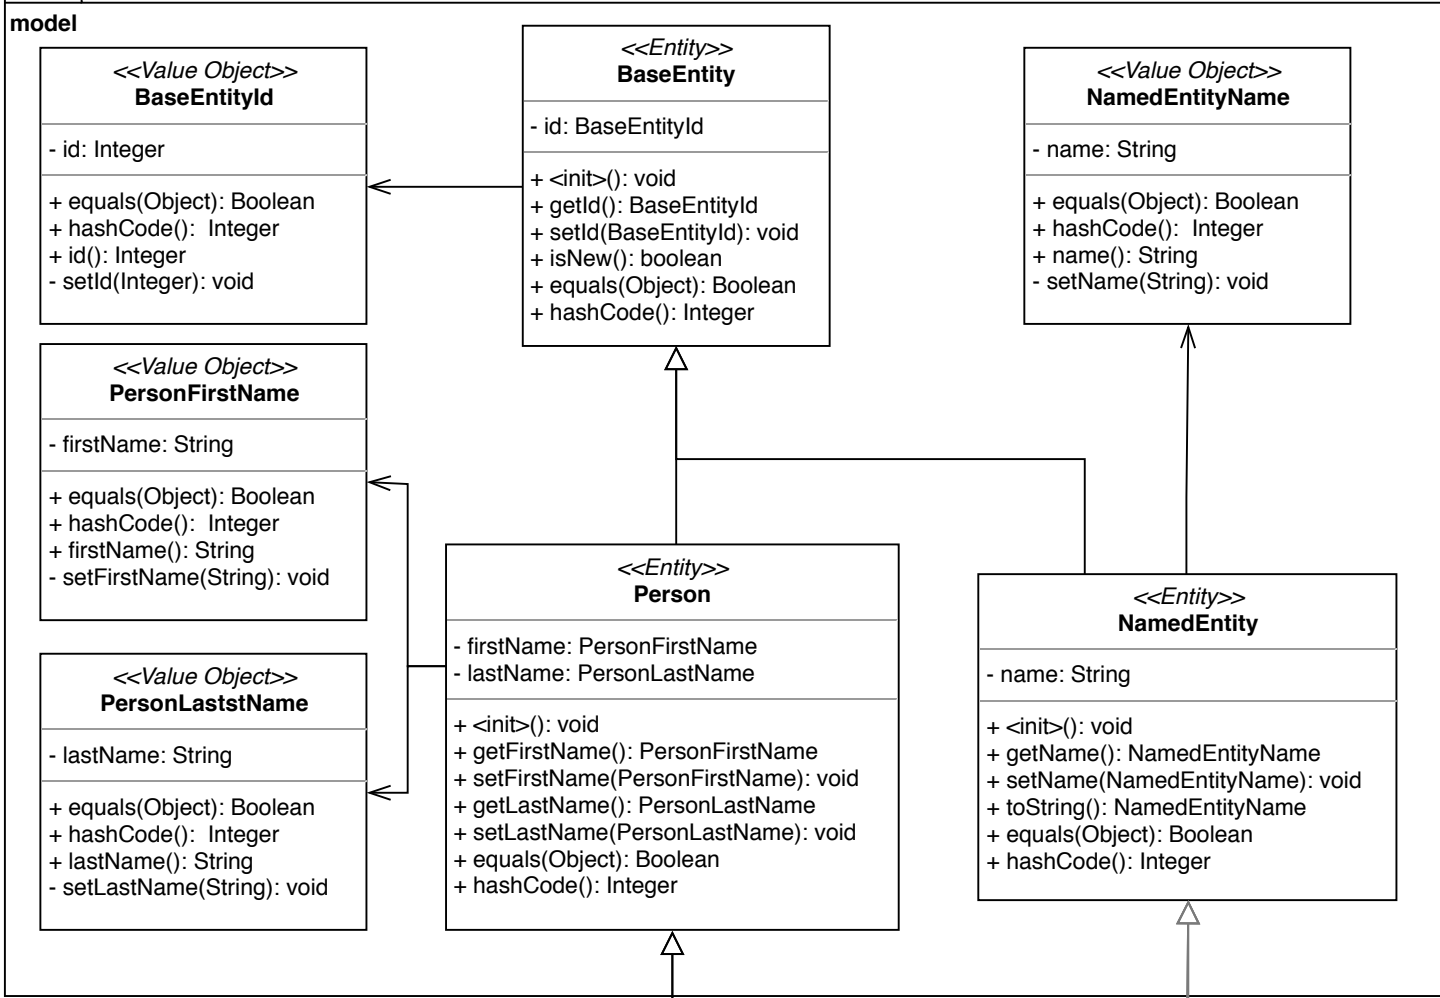 model
<<Value Object>>
BaseEntityId
- id: Integer
+ equals(Object): Boolean
+ hashCode():  Integer
+ id(): Integer
- setId(Integer): void
<<Entity>>
BaseEntity
- id: BaseEntityId
+ <init>(): void
+ getId(): BaseEntityId
+ setId(BaseEntityId): void
+ isNew(): boolean
+ equals(Object): Boolean
+ hashCode(): Integer
<<Value Object>>
NamedEntityName
- name: String
+ equals(Object): Boolean
+ hashCode():  Integer
+ name(): String
- setName(String): void
<<Value Object>>
PersonFirstName
- firstName: String
+ equals(Object): Boolean
+ hashCode():  Integer
+ firstName(): String
- setFirstName(String): void
<<Value Object>>
PersonLaststName
- lastName: String
+ equals(Object): Boolean
+ hashCode():  Integer
+ lastName(): String
- setLastName(String): void
<<Entity>>
Person
- firstName: PersonFirstName
- lastName: PersonLastName
+ <init>(): void
+ getFirstName(): PersonFirstName
+ setFirstName(PersonFirstName): void
+ getLastName(): PersonLastName
+ setLastName(PersonLastName): void
+ equals(Object): Boolean
+ hashCode(): Integer
<<Entity>>
NamedEntity
- name: String
+ <init>(): void
+ getName(): NamedEntityName
+ setName(NamedEntityName): void
+ toString(): NamedEntityName
+ equals(Object): Boolean
+ hashCode(): Integer